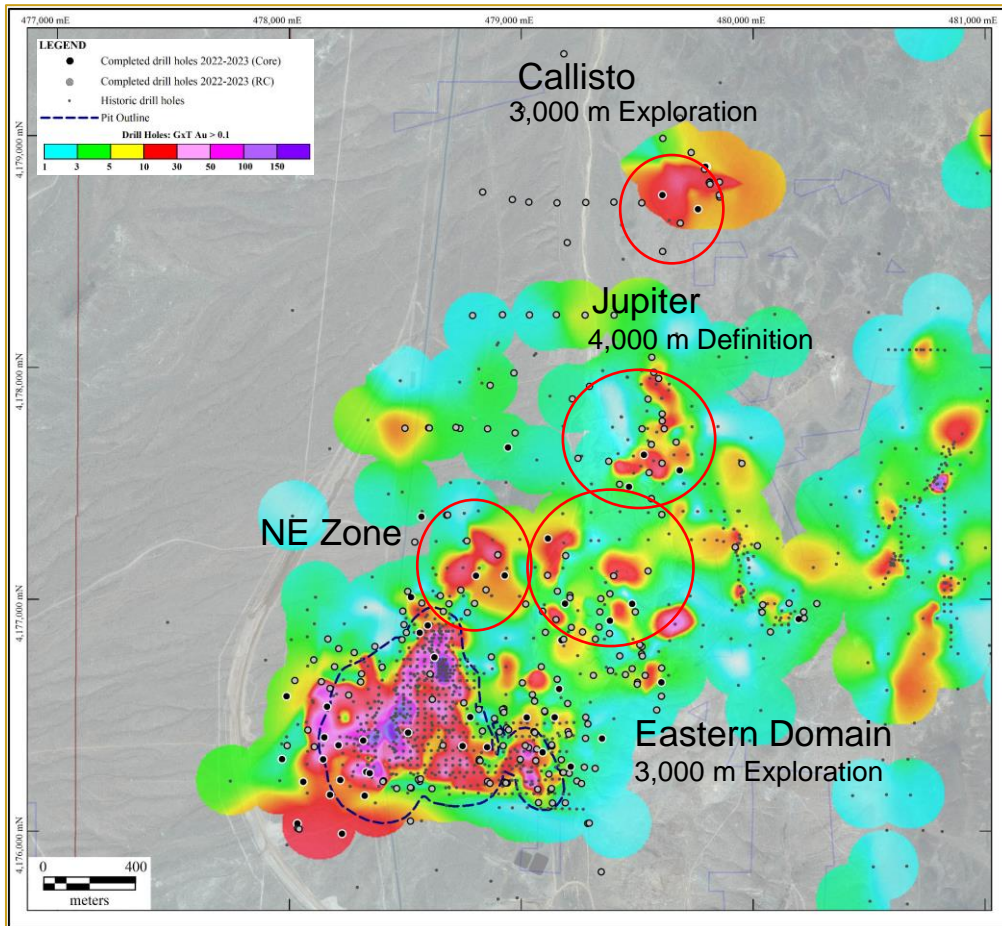 477,000 mE 478,000 mE 479,000 mE 480,000 mE 481,000 mE
LEGEND
Completed drill holes 2022-2023 (Core)
Completed drill holes 2022-2023 (RC)
Historic drill holes
Pit Outline
Drill Holes: GxT Au > 0.1
1 3 5 10 30 50 100 150
4,179,000 mN
4,178,000 mN
4,177,000 mN
4,176,000 mN
Callisto
3,000 m Exploration
Jupiter
4,000 m Definition
NE Zone
Eastern Domain
3,000 m Exploration
0 400
meters